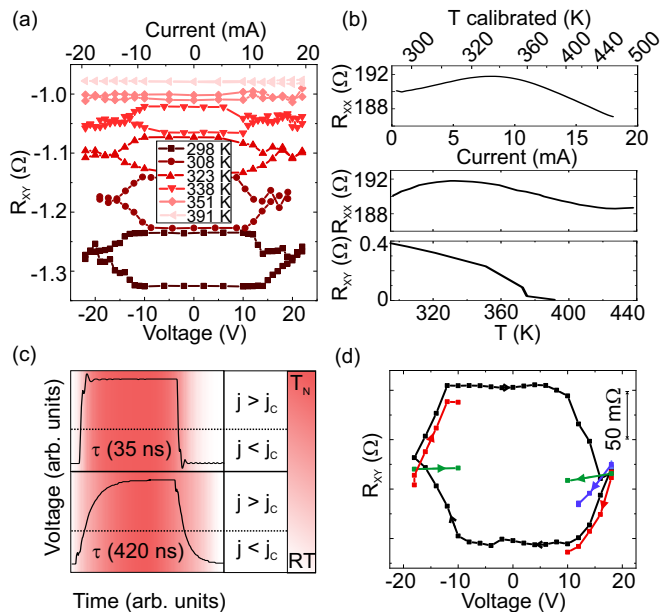 (a)
Current (mA)
-20 -10 0 10 20
R_XY (Ω)
-1.0
-1.1
-1.2
-1.3
298 K
308 K
323 K
338 K
351 K
391 K
-20 -10 0 10 20
Voltage (V)
(b)
T calibrated (K)
300 320 360 400 440 500
R_XX (Ω)
192
188
0 5 10 15 20
Current (mA)
R_XX (Ω)
192
188
R_XY (Ω)
0.4
0
320 360 400 440
T (K)
(c)
Voltage (arb. units)
τ (35 ns)
j > j_c
j < j_c
τ (420 ns)
j > j_c
j < j_c
T_N
RT
Time (arb. units)
(d)
R_XY (Ω)
50 mΩ
-20 -10 0 10 20
Voltage (V)